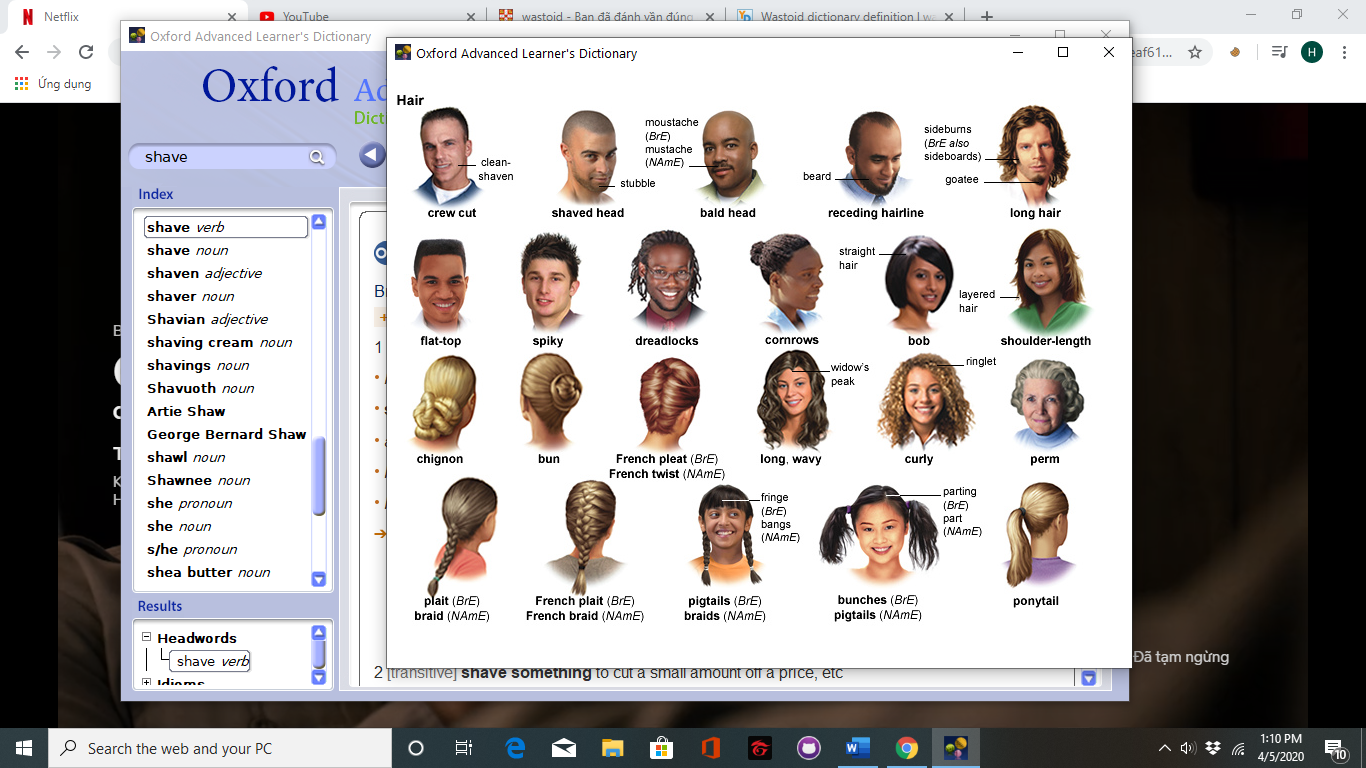 Netflix
YouTube
wastoid - Bạn đã đánh vần đúng
Wastoid dictionary definition | wa
Oxford Advanced Learner's Dictionary
eaf61...
H
Ứng dụng
Oxford Ad
Dict
shave
Index
shave verb
shave noun
shaven adjective
shaver noun
Shavian adjective
shaving cream noun
shavings noun
Shavuoth noun
Artie Shaw
George Bernard Shaw
shawl noun
Shawnee noun
she pronoun
she noun
s/he pronoun
shea butter noun
Results
Headwords
shave verb
Idioms
1
2 [transitive] shave something to cut a small amount off a price, etc
Oxford Advanced Learner's Dictionary
Hair
clean-
shaven
stubble
moustache
(BrE)
mustache
(NAmE)
beard
sideburns
(BrE also
sideboards)
goatee
crew cut
shaved head
bald head
receding hairline
long hair
straight
hair
layered
hair
flat-top
spiky
dreadlocks
cornrows
bob
shoulder-length
widow's
peak
ringlet
chignon
bun
French pleat (BrE)
French twist (NAmE)
long, wavy
curly
perm
fringe
(BrE)
bangs
(NAmE)
parting
(BrE)
part
(NAmE)
plait (BrE)
braid (NAmE)
French plait (BrE)
French braid (NAmE)
pigtails (BrE)
braids (NAmE)
bunches (BrE)
pigtails (NAmE)
ponytail
Đã tạm ngừng
Search the web and your PC
1:10 PM
4/5/2020
10